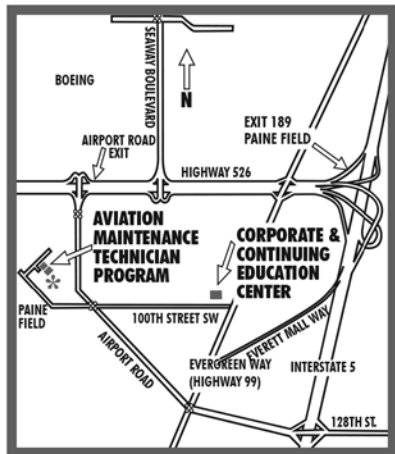 SEAWAY BOULEVARD
BOEING
N
EXIT 189
PAINE FIELD
AIRPORT ROAD
EXIT
HIGHWAY 526
AVIATION
MAINTENANCE
TECHNICIAN
PROGRAM
CORPORATE &
CONTINUING
EDUCATION
CENTER
PAINE
FIELD
100TH STREET SW
AIRPORT ROAD
EVERETT MALL WAY
EVERGREEN WAY
(HIGHWAY 99)
INTERSTATE 5
128TH ST.